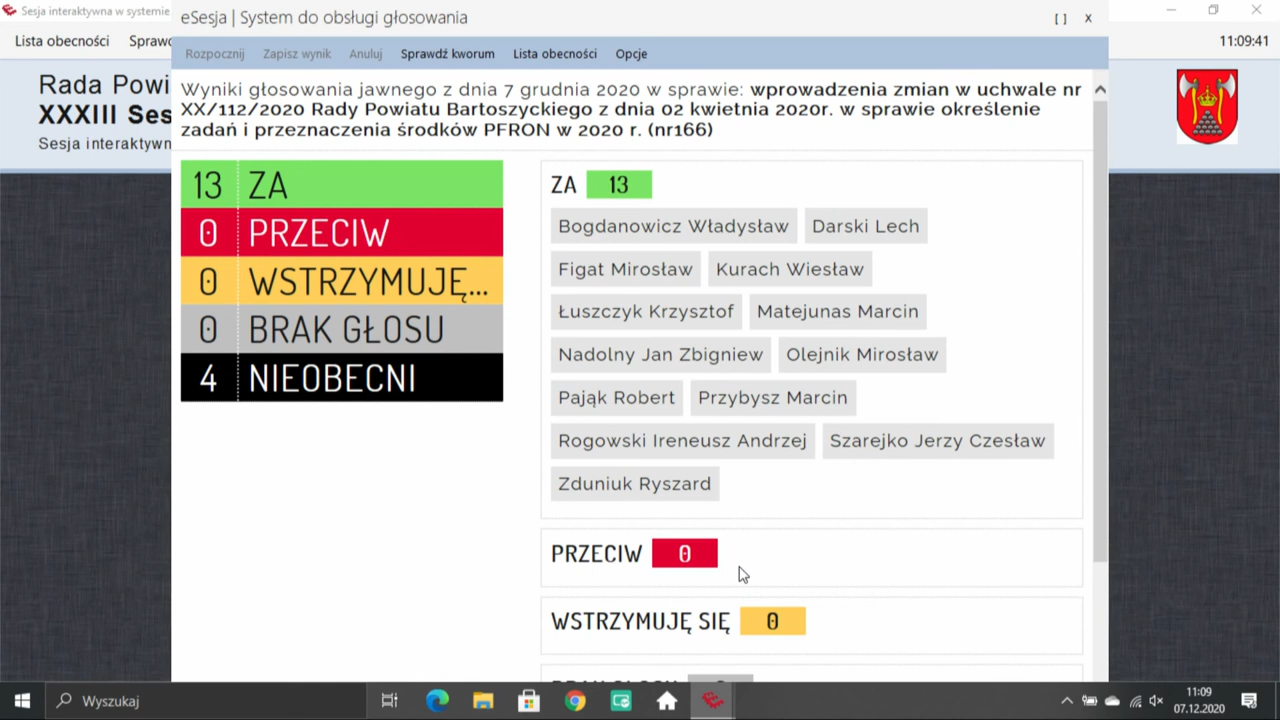 Sesja interaktywna w systemie
eSesja | System do obsługi głosowania
[ ] X
Lista obecności
Rozpocznij Zapisz wynik Anuluj Sprawdź kworum Lista obecności Opcje
11:09:41
Rada Powi
XXXIII Ses
Sesja interaktywn
Wyniki głosowania jawnego z dnia 7 grudnia 2020 w sprawie: wprowadzenia zmian w uchwale nr
XX/112/2020 Rady Powiatu Bartoszyckiego z dnia 02 kwietnia 2020r. w sprawie określenie
zadań i przeznaczenia środków PFRON w 2020 r. (nr166)
13 ZA
0 PRZECIW
0 WSTRZYMUJĘ...
0 BRAK GŁOSU
4 NIEOBECNI
ZA 13
Bogdanowicz Władysław Darski Lech
Figat Mirosław Kurach Wiesław
Łuszczyk Krzysztof Matejunas Marcin
Nadolny Jan Zbigniew Olejnik Mirosław
Pająk Robert Przybysz Marcin
Rogowski Ireneusz Andrzej Szarejko Jerzy Czesław
Zduniuk Ryszard
PRZECIW 0
WSTRZYMUJĘ SIĘ 0
Wyszukaj
11:09
07.12.2020